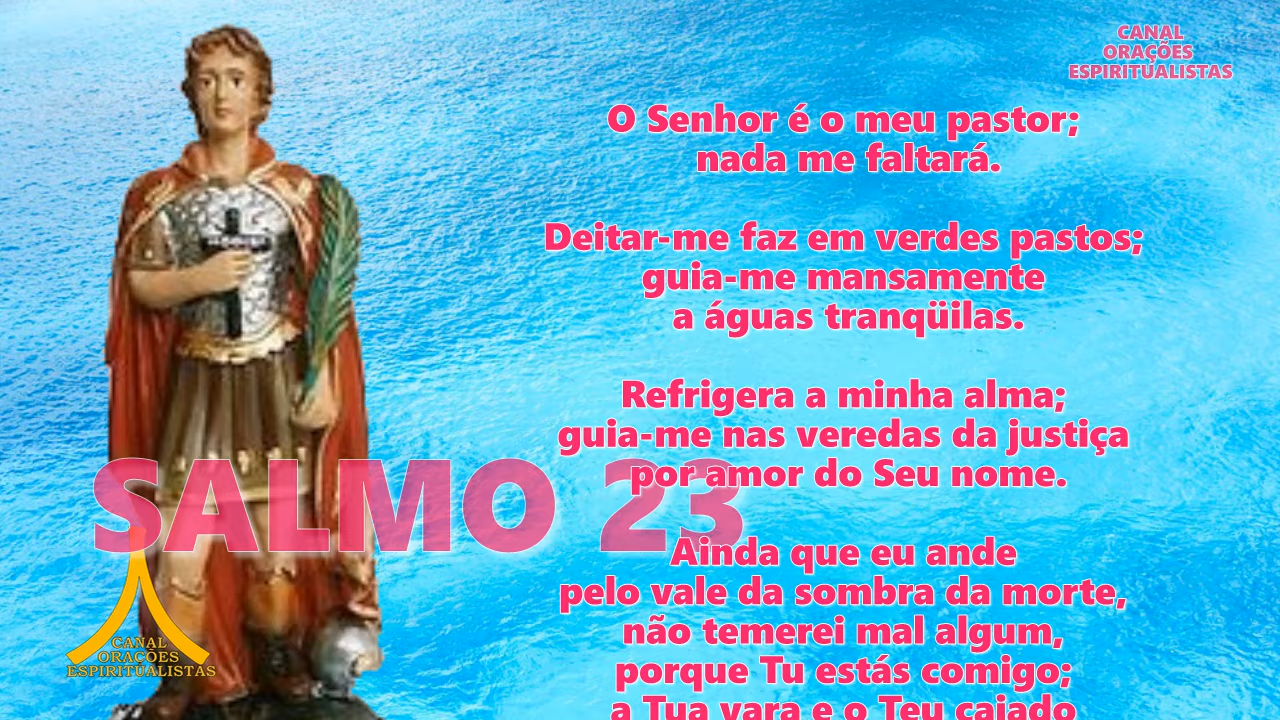 CANAL
ORAÇÕES
ESPIRITUALISTAS
O Senhor é o meu pastor;
nada me faltará.
Deitar-me faz em verdes pastos;
guia-me mansamente
a águas tranqüilas.
Refrigera a minha alma;
guia-me nas veredas da justiça
por amor do Seu nome.
SALMO 23
Ainda que eu ande
pelo vale da sombra da morte,
não temerei mal algum,
porque Tu estás comigo;
a Tua vara e o Teu cajado
CANAL
ORAÇÕES
ESPIRITUALISTAS